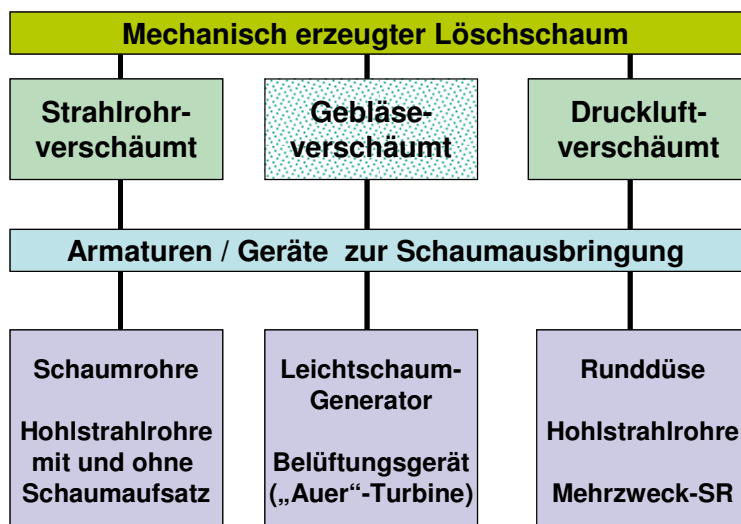 Mechanisch erzeugter Löschschaum
Strahlrohr-
verschäumt
Gebläse-
verschäumt
Druckluft-
verschäumt
Armaturen / Geräte zur Schaumausbringung
Schaumrohre
Hohlstrahlrohre
mit und ohne
Schaumaufsatz
Leichtschaum-
Generator
Belüftungsgerät
(„Auer“-Turbine)
Runddüse
Hohlstrahlrohre
Mehrzweck-SR